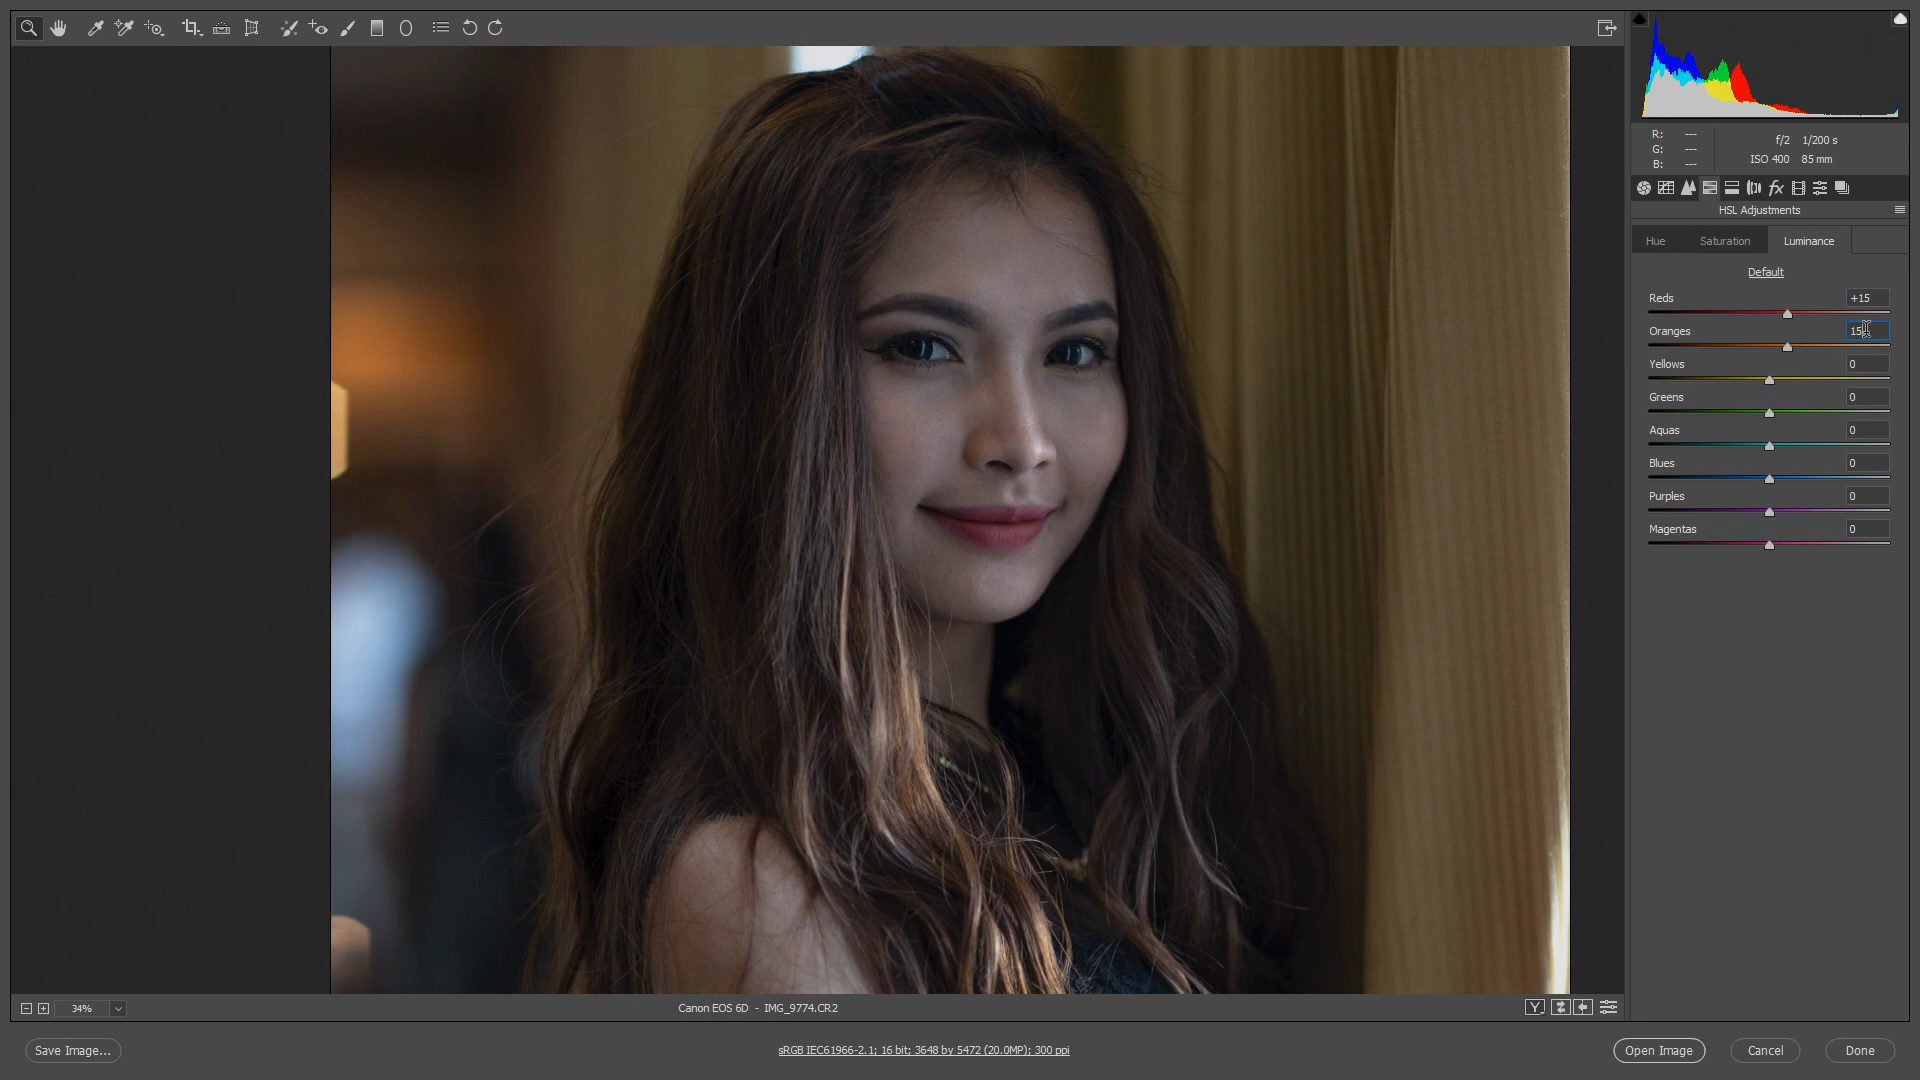 R: ---
G: ---
B: ---
f/2 1/200 s
ISO 400 85 mm
fx
HSL Adjustments
Hue Saturation Luminance
Default
Reds +15
Oranges 15
Yellows 0
Greens 0
Aquas 0
Blues 0
Purples 0
Magentas 0
34%
Canon EOS 6D - IMG_9774.CR2
Y
Save Image...
sRGB IEC61966-2.1; 16 bit; 3648 by 5472 (20.0MP); 300 ppi
Open Image
Cancel
Done